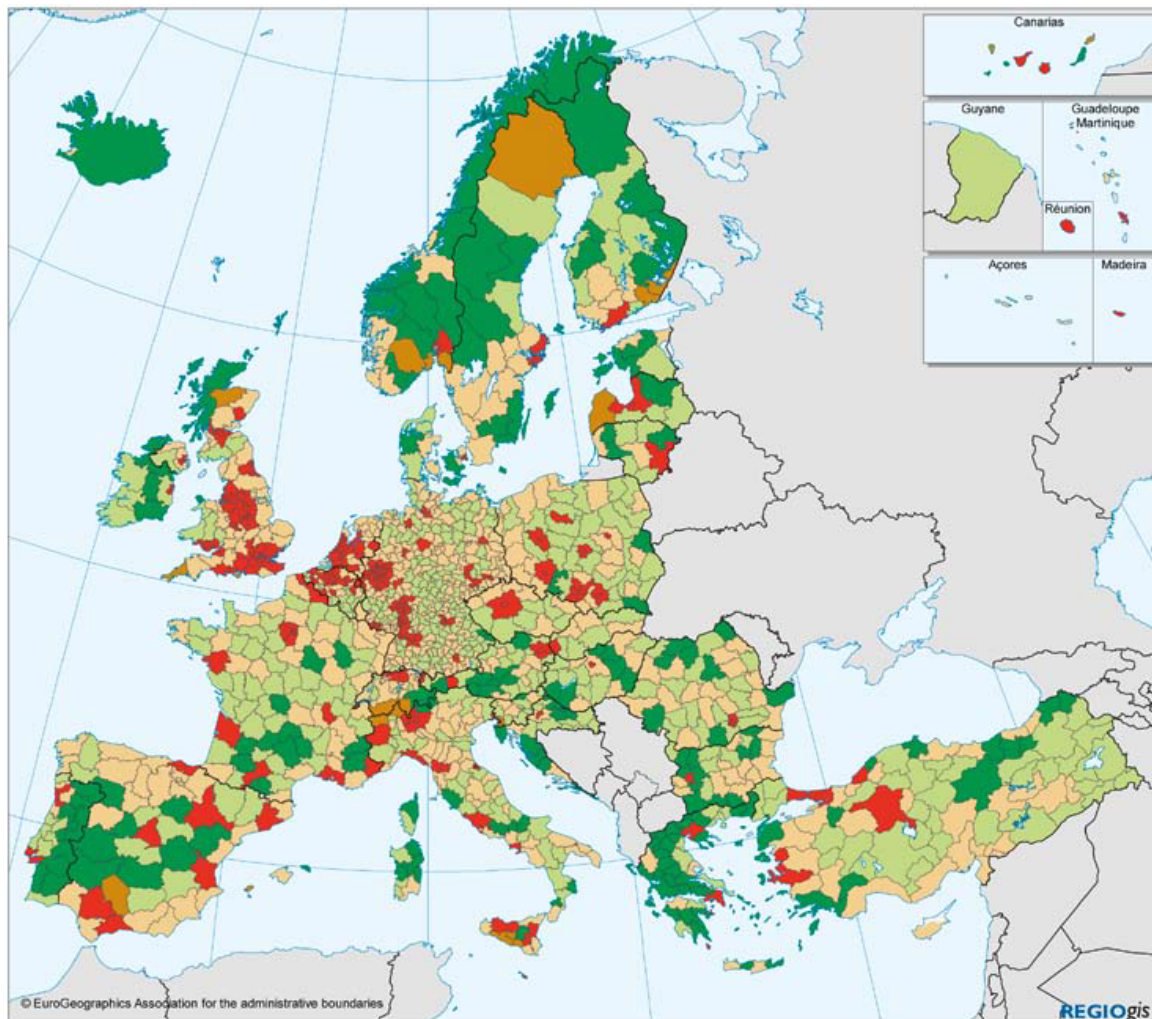 Canarias
Guyane
Guadeloupe
Martinique
Réunion
Açores
Madeira
© EuroGeographics Association for the administrative boundaries
REGIOgis